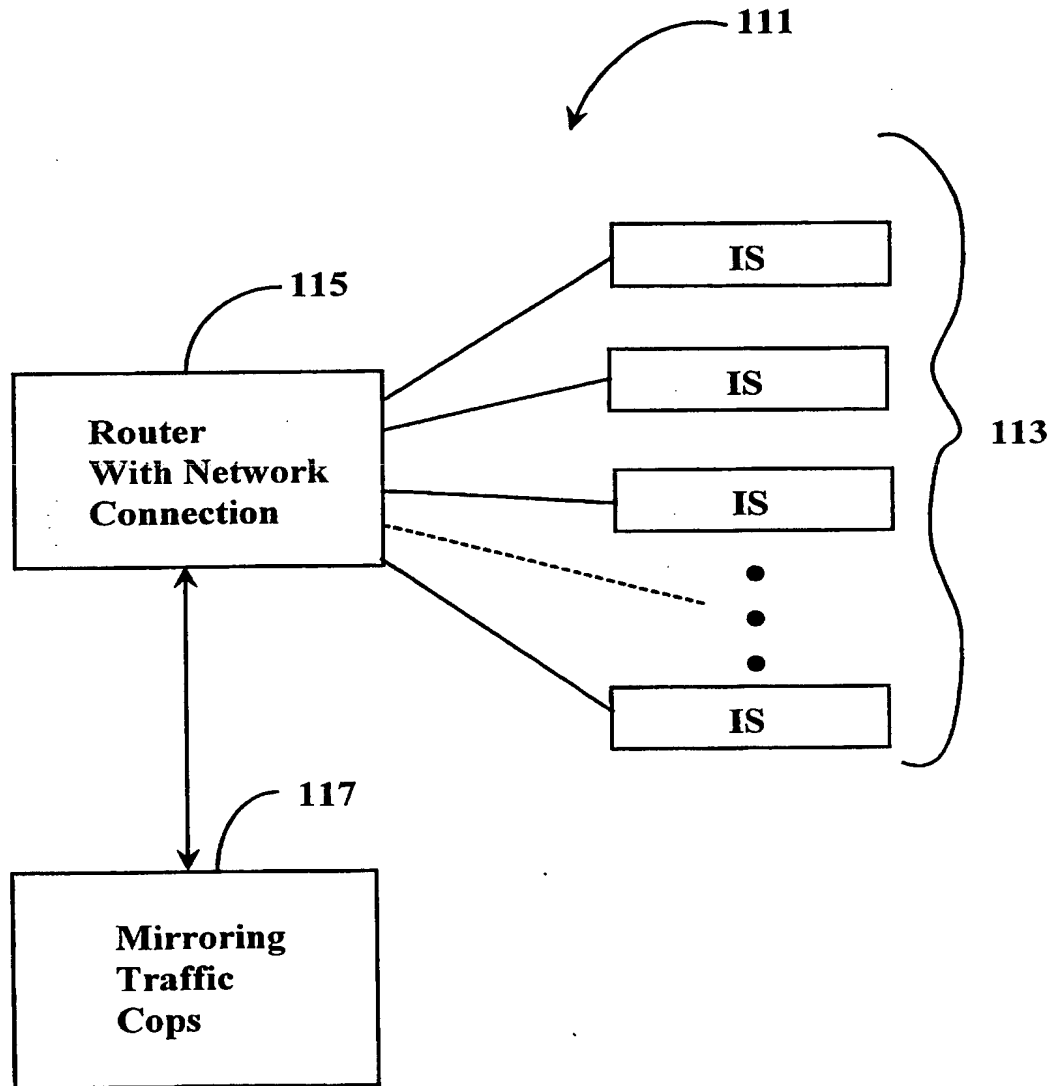 111
IS
115
IS
Router
With Network
Connection
113
IS
IS
117
Mirroring
Traffic
Cops